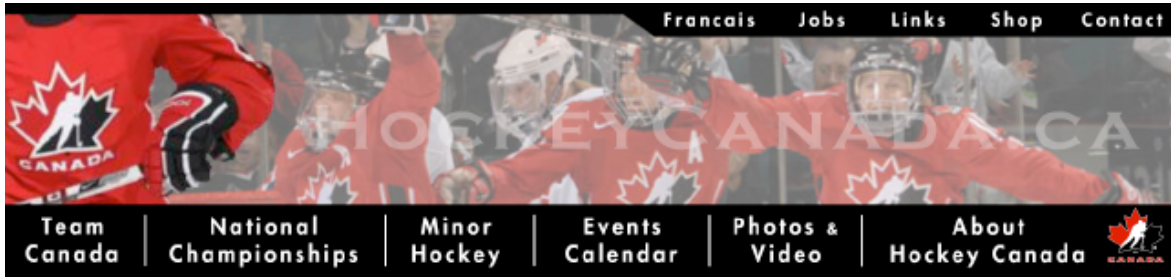 Francais Jobs Links Shop Contact
HOCKEYCANADA.CA
CANADA
A
Team Canada
National Championships
Minor Hockey
Events Calendar
Photos & Video
About Hockey Canada
CANADA